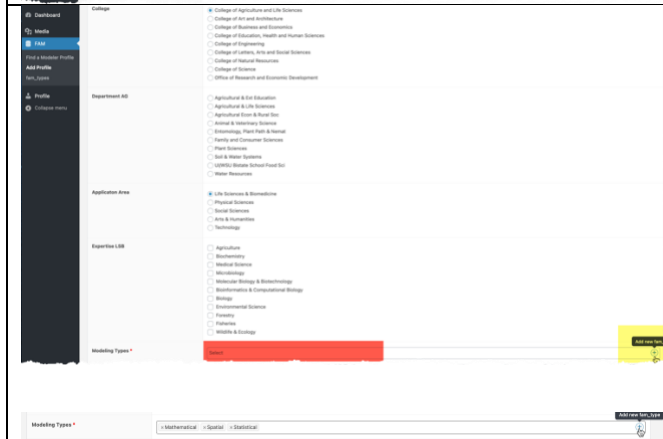 Dashboard
Media
FAM
Find a Modeler Profile
Add Profile
fam_types
Profile
Collapse menu
College
College of Agriculture and Life Sciences
College of Art and Architecture
College of Business and Economics
College of Education, Health and Human Sciences
College of Engineering
College of Letters, Arts and Social Sciences
College of Natural Resources
College of Science
Office of Research and Economic Development
Department AG
Agricultural & Ext Education
Agricultural & Life Sciences
Agricultural Econ & Rural Soc
Animal & Veterinary Science
Entomology, Plant Path & Nemat
Family and Consumer Sciences
Plant Sciences
Soil & Water Systems
UI/WSU Bistate School Food Sci
Water Resources
Application Area
Life Sciences & Biomedicine
Physical Sciences
Social Sciences
Arts & Humanities
Technology
Expertise LSB
Agriculture
Biochemistry
Medical Science
Microbiology
Molecular Biology & Biotechnology
Bioinformatics & Computational Biology
Biology
Environmental Science
Forestry
Fisheries
Wildlife & Ecology
Add new fam_
Modeling Types *
Select
Add new fam_type
Modeling Types *
× Mathematical × Spatial × Statistical